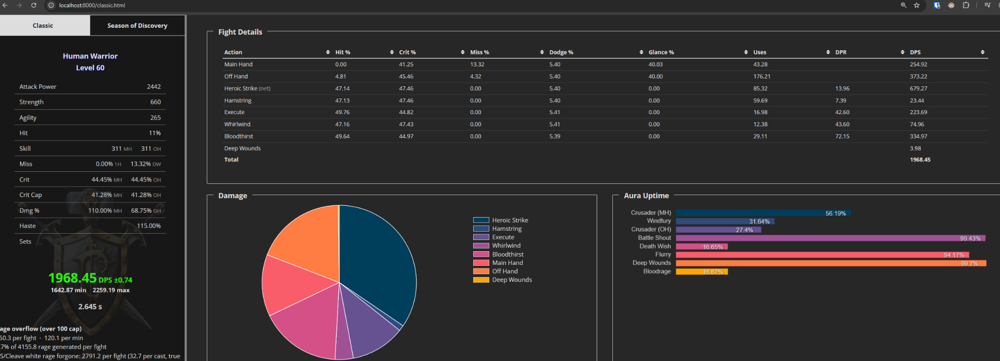 localhost:8000/classic.html
Classic Season of Discovery
Human Warrior
Level 60
Attack Power 2442
Strength 660
Agility 265
Hit 11%
Skill 311 MH 311 OH
Miss 0.00% 1H 13.32% DW
Crit 44.45% MH 44.45% OH
Crit Cap 41.28% MH 41.28% OH
Dmg % 110.00% MH 68.75% OH
Haste 115.00%
Sets
1968.45 DPS ±0.74
1642.87 min 2259.19 max
2.645 s
age overflow (over 100 cap)
60.3 per fight · 120.1 per min
.7% of 4155.8 rage generated per fight
S/Cleave white rage forgone: 2791.2 per fight (32.7 per cast, true
Fight Details
Action Hit % Crit % Miss % Dodge % Glance % Uses DPR DPS
Main Hand 0.00 41.25 13.32 5.40 40.03 43.28 254.92
Off Hand 4.81 45.46 4.32 5.40 40.00 176.21 373.22
Heroic Strike (net) 47.14 47.46 0.00 5.40 0.00 85.32 13.96 679.27
Hamstring 47.13 47.46 0.00 5.40 0.00 59.69 7.39 23.44
Execute 49.76 44.82 0.00 5.41 0.00 16.98 42.60 223.69
Whirlwind 47.16 47.43 0.00 5.41 0.00 12.38 43.60 74.96
Bloodthirst 49.64 44.97 0.00 5.39 0.00 29.11 72.15 334.97
Deep Wounds 3.98
Total 1968.45
Damage
Heroic Strike
Hamstring
Execute
Whirlwind
Bloodthirst
Main Hand
Off Hand
Deep Wounds
Aura Uptime
Crusader (MH) 56.19%
Windfury 31.64%
Crusader (OH) 27.4%
Battle Shout 99.43%
Death Wish 16.65%
Flurry 94.17%
Deep Wounds 99.7%
Bloodrage 16.67%